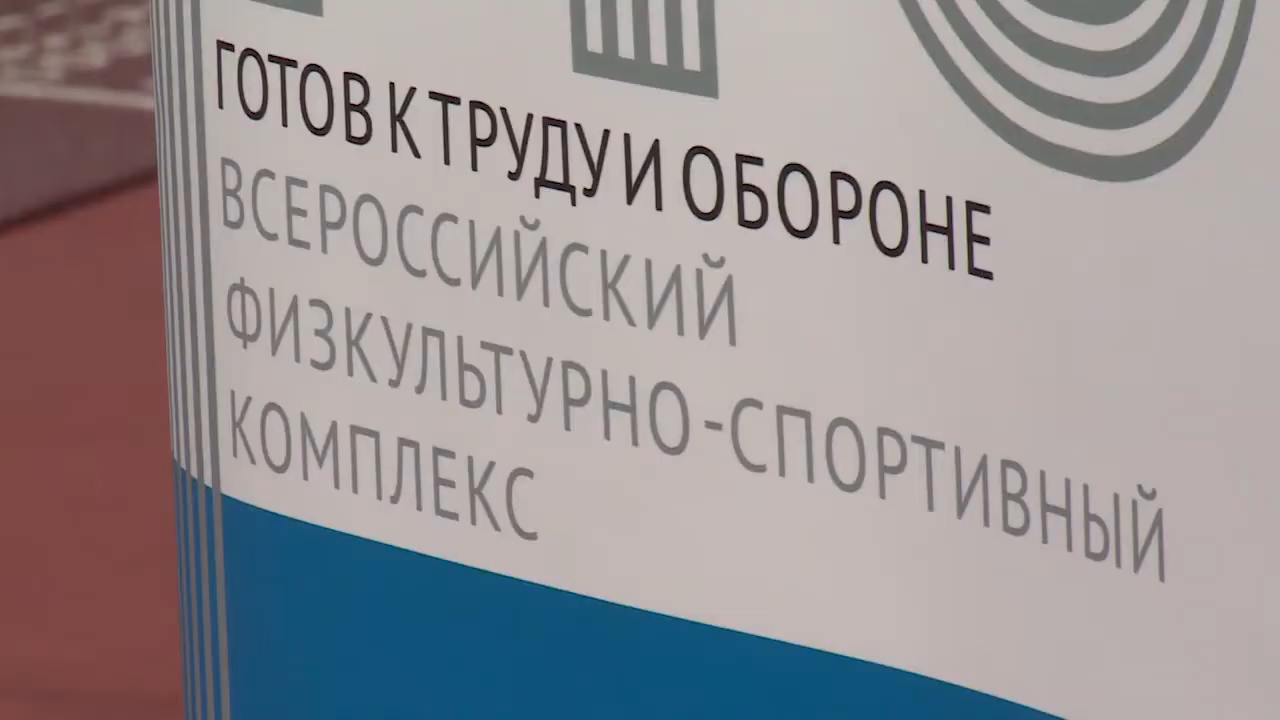 ГОТОВ К ТРУДУ И ОБОРОНЕ
ВСЕРОССИЙСКИЙ
ФИЗКУЛЬТУРНО-СПОРТИВНЫЙ
КОМПЛЕКС